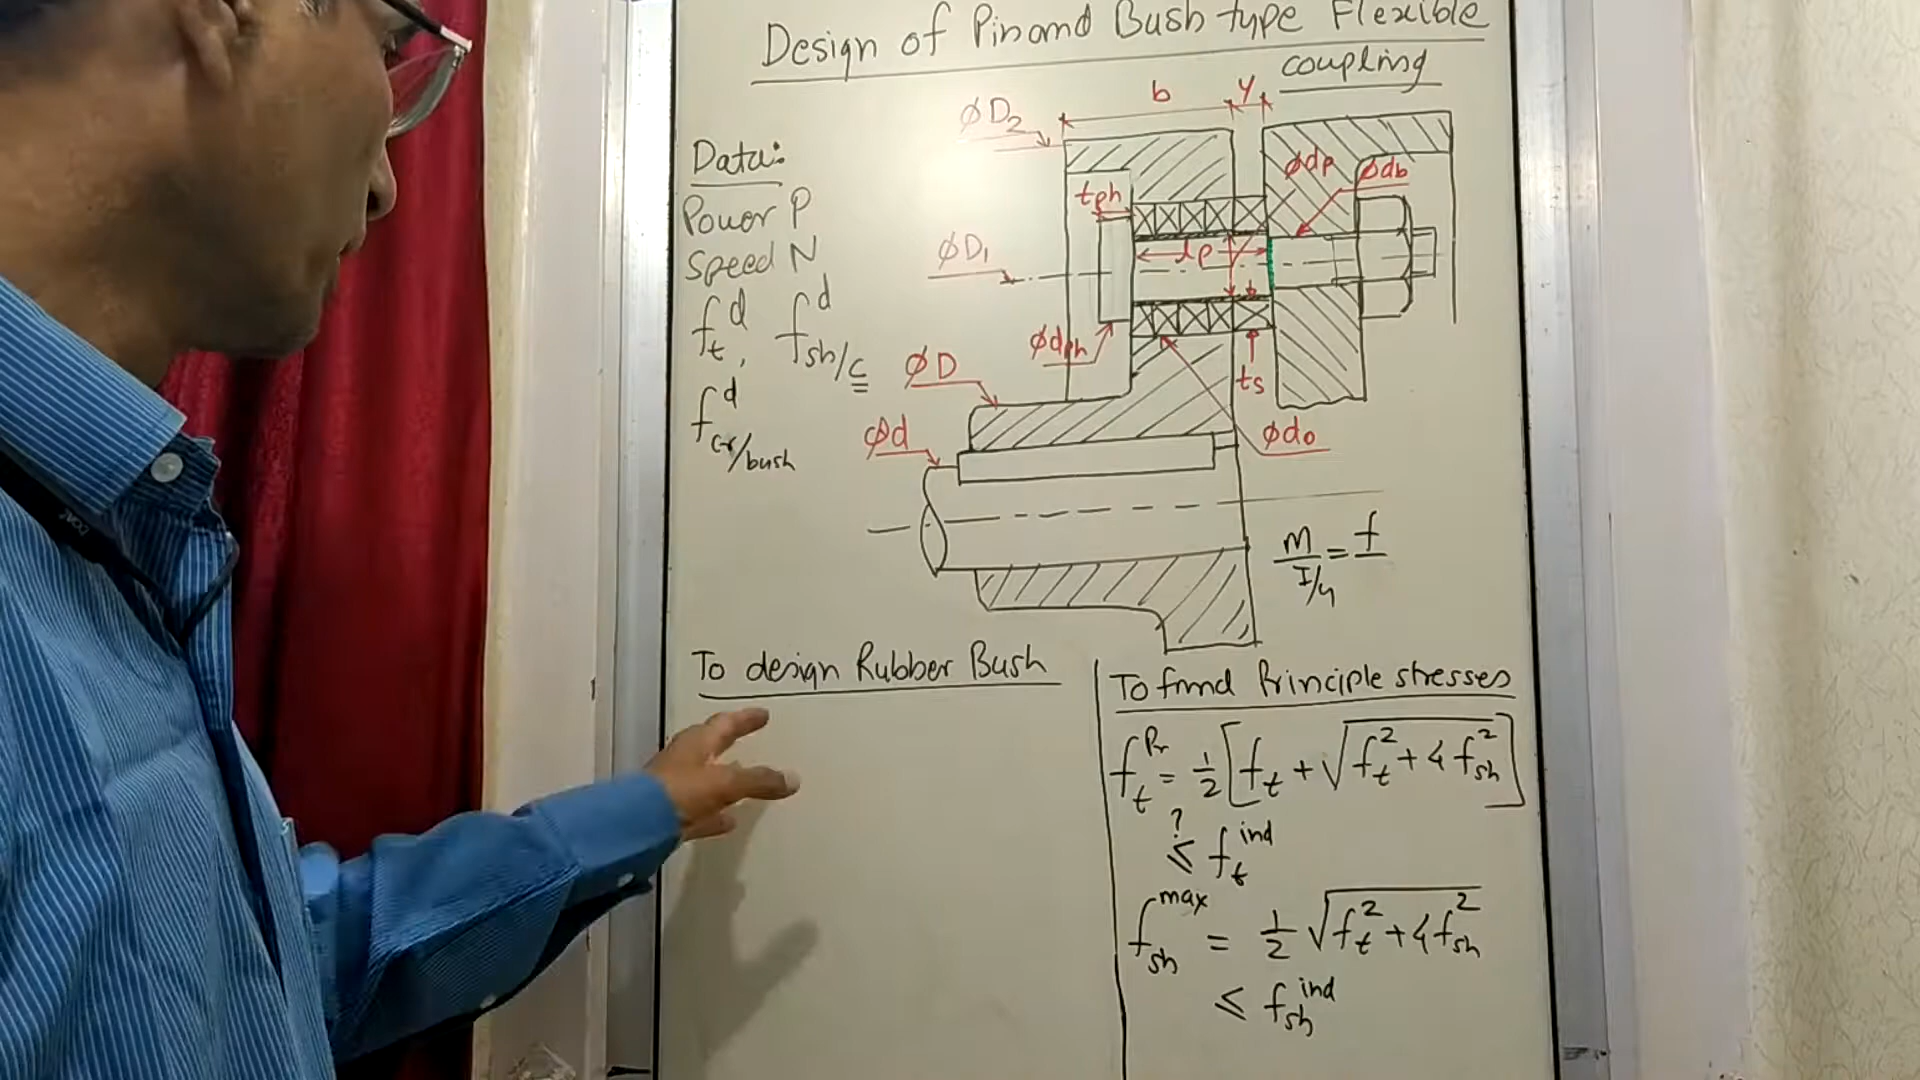 Design of Pin and Bush type Flexible
coupling
Data:
Power P
Speed N
f_t^d, f_sh/c^d
f_cr/bush^d
b
y
φD2
tph
φdp
φdb
φD1
lp
φdph
ts
φD
φd
φdo
M/(I/y) = f
To design Rubber Bush
To find Principle stresses
f_t^Pr = 1/2 [f_t + √(f_t^2 + 4 f_sh^2)]
?
≤ f_t^ind
f_sh^max = 1/2 √(f_t^2 + 4 f_sh^2)
≤ f_sh^ind